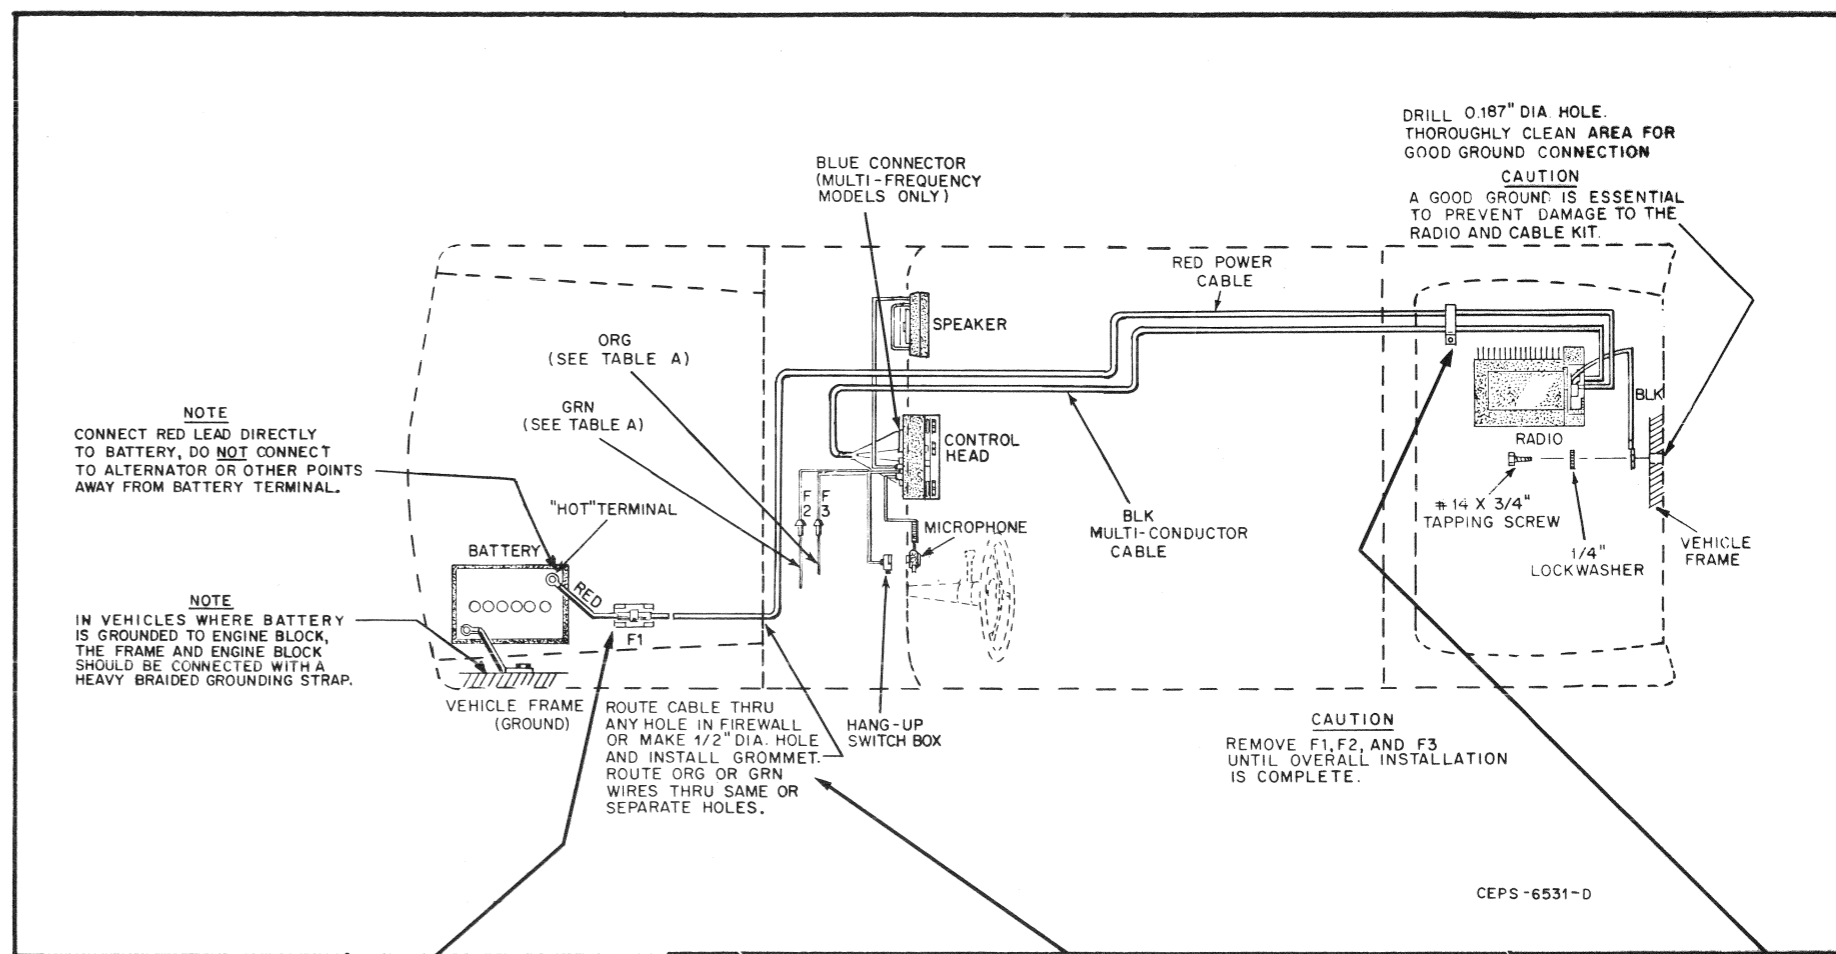 DRILL 0.187" DIA. HOLE.
THOROUGHLY CLEAN AREA FOR
GOOD GROUND CONNECTION
CAUTION
A GOOD GROUND IS ESSENTIAL
TO PREVENT DAMAGE TO THE
RADIO AND CABLE KIT.
BLUE CONNECTOR
(MULTI-FREQUENCY
MODELS ONLY)
RED POWER
CABLE
SPEAKER
ORG
(SEE TABLE A)
GRN
(SEE TABLE A)
NOTE
CONNECT RED LEAD DIRECTLY
TO BATTERY, DO NOT CONNECT
TO ALTERNATOR OR OTHER POINTS
AWAY FROM BATTERY TERMINAL.
"HOT" TERMINAL
BATTERY
RED
F1
NOTE
IN VEHICLES WHERE BATTERY
IS GROUNDED TO ENGINE BLOCK,
THE FRAME AND ENGINE BLOCK
SHOULD BE CONNECTED WITH A
HEAVY BRAIDED GROUNDING STRAP.
VEHICLE FRAME
(GROUND)
CONTROL
HEAD
F
2
F
3
MICROPHONE
BLK
MULTI-CONDUCTOR
CABLE
BLK
RADIO
#14 X 3/4"
TAPPING SCREW
1/4"
LOCKWASHER
VEHICLE
FRAME
ROUTE CABLE THRU
ANY HOLE IN FIREWALL
OR MAKE 1/2" DIA. HOLE
AND INSTALL GROMMET.
ROUTE ORG OR GRN
WIRES THRU SAME OR
SEPARATE HOLES.
HANG-UP
SWITCH BOX
CAUTION
REMOVE F1, F2, AND F3
UNTIL OVERALL INSTALLATION
IS COMPLETE.
CEPS-6531-D